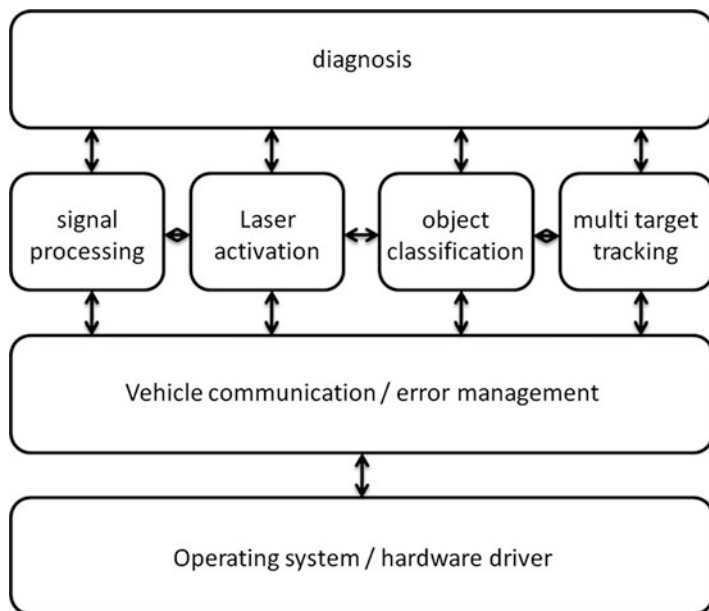 diagnosis
signal
processing
Laser
activation
object
classification
multi target
tracking
Vehicle communication / error management
Operating system / hardware driver